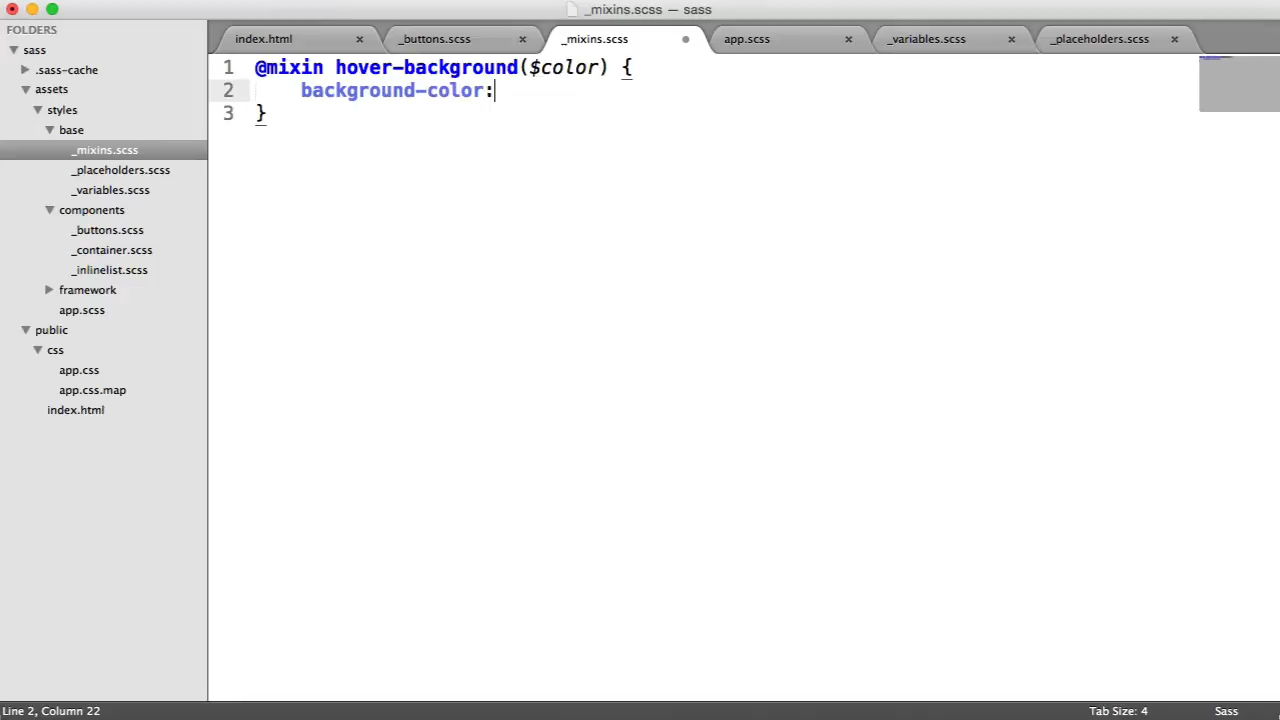 _mixins.scss — sass
FOLDERS
sass
.sass-cache
assets
styles
base
_mixins.scss
_placeholders.scss
_variables.scss
components
_buttons.scss
_container.scss
_inlinelist.scss
framework
app.scss
public
css
app.css
app.css.map
index.html
index.html
_buttons.scss
_mixins.scss
app.scss
_variables.scss
_placeholders.scss
1 @mixin hover-background($color) {
2     background-color:
3 }
Line 2, Column 22
Tab Size: 4
Sass